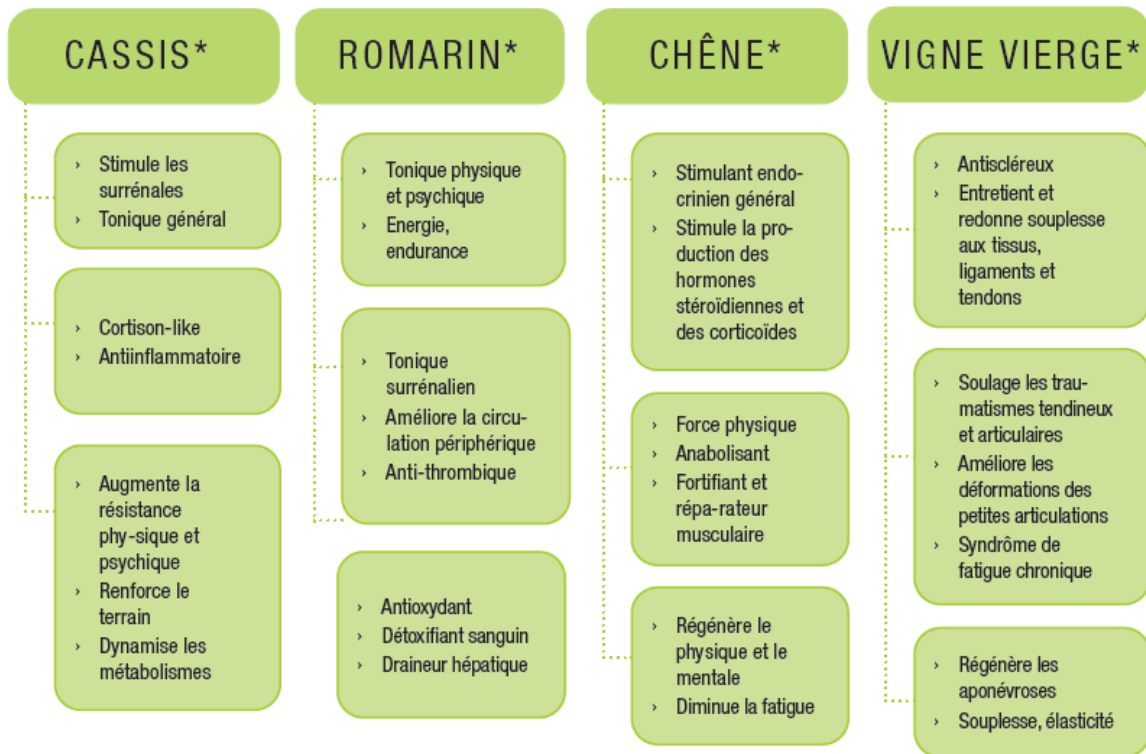 CASSIS*
› Stimule les
surrénales
› Tonique général
› Cortison-like
› Antiinflammatoire
› Augmente la
résistance
phy-sique et
psychique
› Renforce le
terrain
› Dynamise les
métabolismes
ROMARIN*
› Tonique physique
et psychique
› Energie,
endurance
› Tonique
surrénalien
› Améliore la circu-
lation périphérique
› Anti-thrombique
› Antioxydant
› Détoxifiant sanguin
› Draineur hépatique
CHÊNE*
› Stimulant endo-
crinien général
› Stimule la pro-
duction des
hormones
stéroïdiennes et
des corticoïdes
› Force physique
› Anabolisant
› Fortifiant et
répa-rateur
musculaire
› Régénère le
physique et le
mentale
› Diminue la fatigue
VIGNE VIERGE*
› Antiscléreux
› Entretient et
redonne souplesse
aux tissus,
ligaments et
tendons
› Soulage les trau-
matismes tendineux
et articulaires
› Améliore les
déformations des
petites articulations
› Syndrôme de
fatigue chronique
› Régénère les
aponévroses
› Souplesse, élasticité